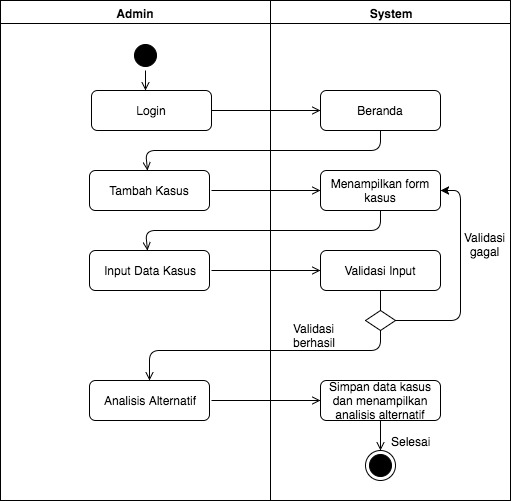 Admin
System
Login
Beranda
Tambah Kasus
Menampilkan form
kasus
Validasi
gagal
Input Data Kasus
Validasi Input
Validasi
berhasil
Analisis Alternatif
Simpan data kasus
dan menampilkan
analisis alternatif
Selesai